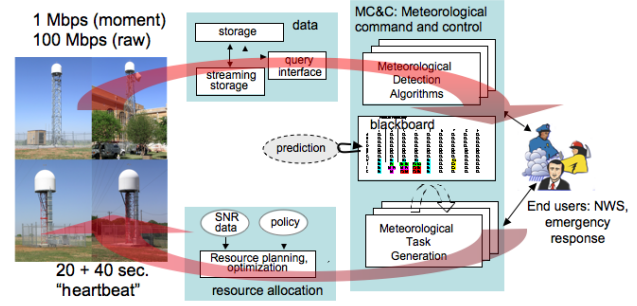 1 Mbps (moment)
100 Mbps (raw)
20 + 40 sec.
“heartbeat”
data
storage
query
interface
streaming
storage
prediction
SNR
data
policy
Resource planning,
optimization
resource allocation
MC&C: Meteorological
command and control
Meteorological
Detection
Algorithms
blackboard
Meteorological
Task
Generation
End users: NWS,
emergency
response